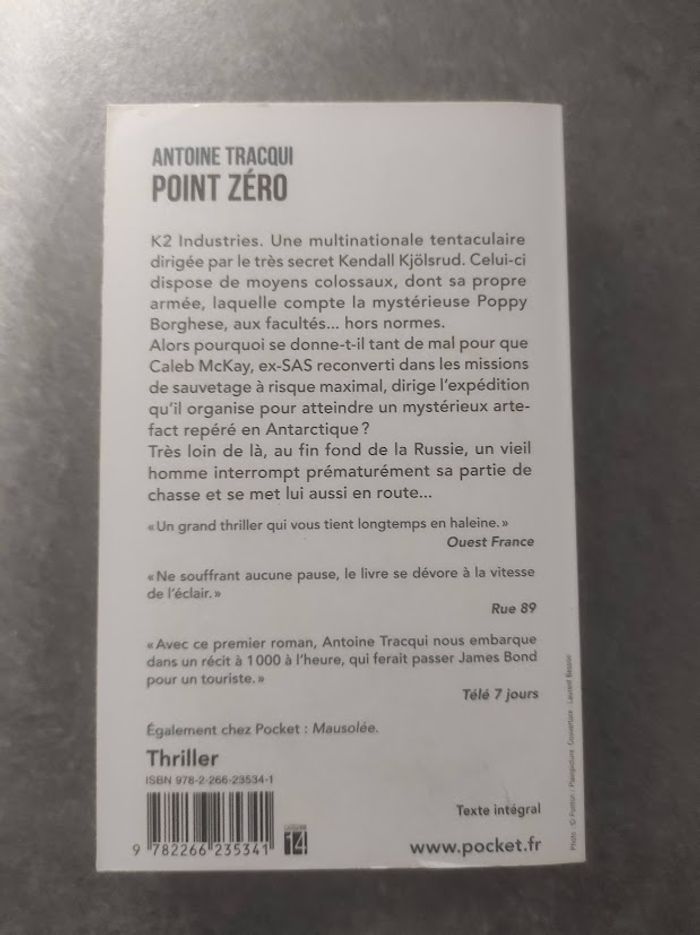 ANTOINE TRACQUI
POINT ZÉRO
K2 Industries. Une multinationale tentaculaire
dirigée par le très secret Kendall Kjölsrud. Celui-ci
dispose de moyens colossaux, dont sa propre
armée, laquelle compte la mystérieuse Poppy
Borghese, aux facultés... hors normes.
Alors pourquoi se donne-t-il tant de mal pour que
Caleb McKay, ex-SAS reconverti dans les missions
de sauvetage à risque maximal, dirige l'expédition
qu'il organise pour atteindre un mystérieux arte-
fact repéré en Antarctique ?
Très loin de là, au fin fond de la Russie, un vieil
homme interrompt prématurément sa partie de
chasse et se met lui aussi en route...
« Un grand thriller qui vous tient longtemps en haleine. »
Ouest France
« Ne souffrant aucune pause, le livre se dévore à la vitesse
de l'éclair. »
Rue 89
« Avec ce premier roman, Antoine Tracqui nous embarque
dans un récit à 1 000 à l'heure, qui ferait passer James Bond
pour un touriste. »
Télé 7 jours
Également chez Pocket : Mausolée.
Thriller
ISBN 978-2-266-23534-1
9 782266 235341
14
Texte intégral
www.pocket.fr
Photo : © Couverture : Laurent Besson